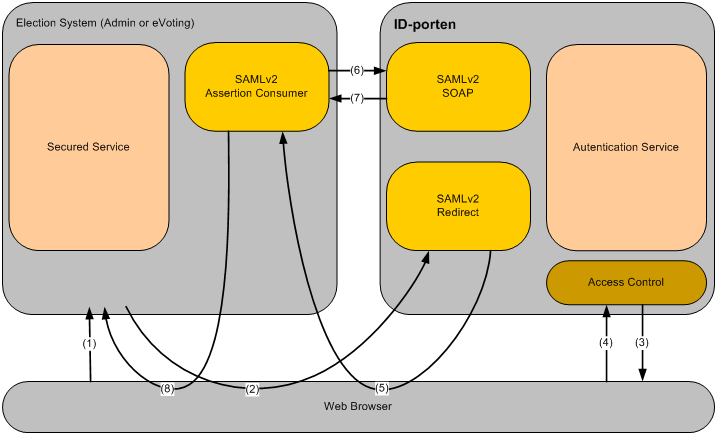 Election System (Admin or eVoting)
ID-porten
SAMLv2
Assertion Consumer
(6)
(7)
SAMLv2
SOAP
Secured Service
Autentication Service
SAMLv2
Redirect
Access Control
(1)
(4)
(3)
(8)
(2)
(5)
Web Browser